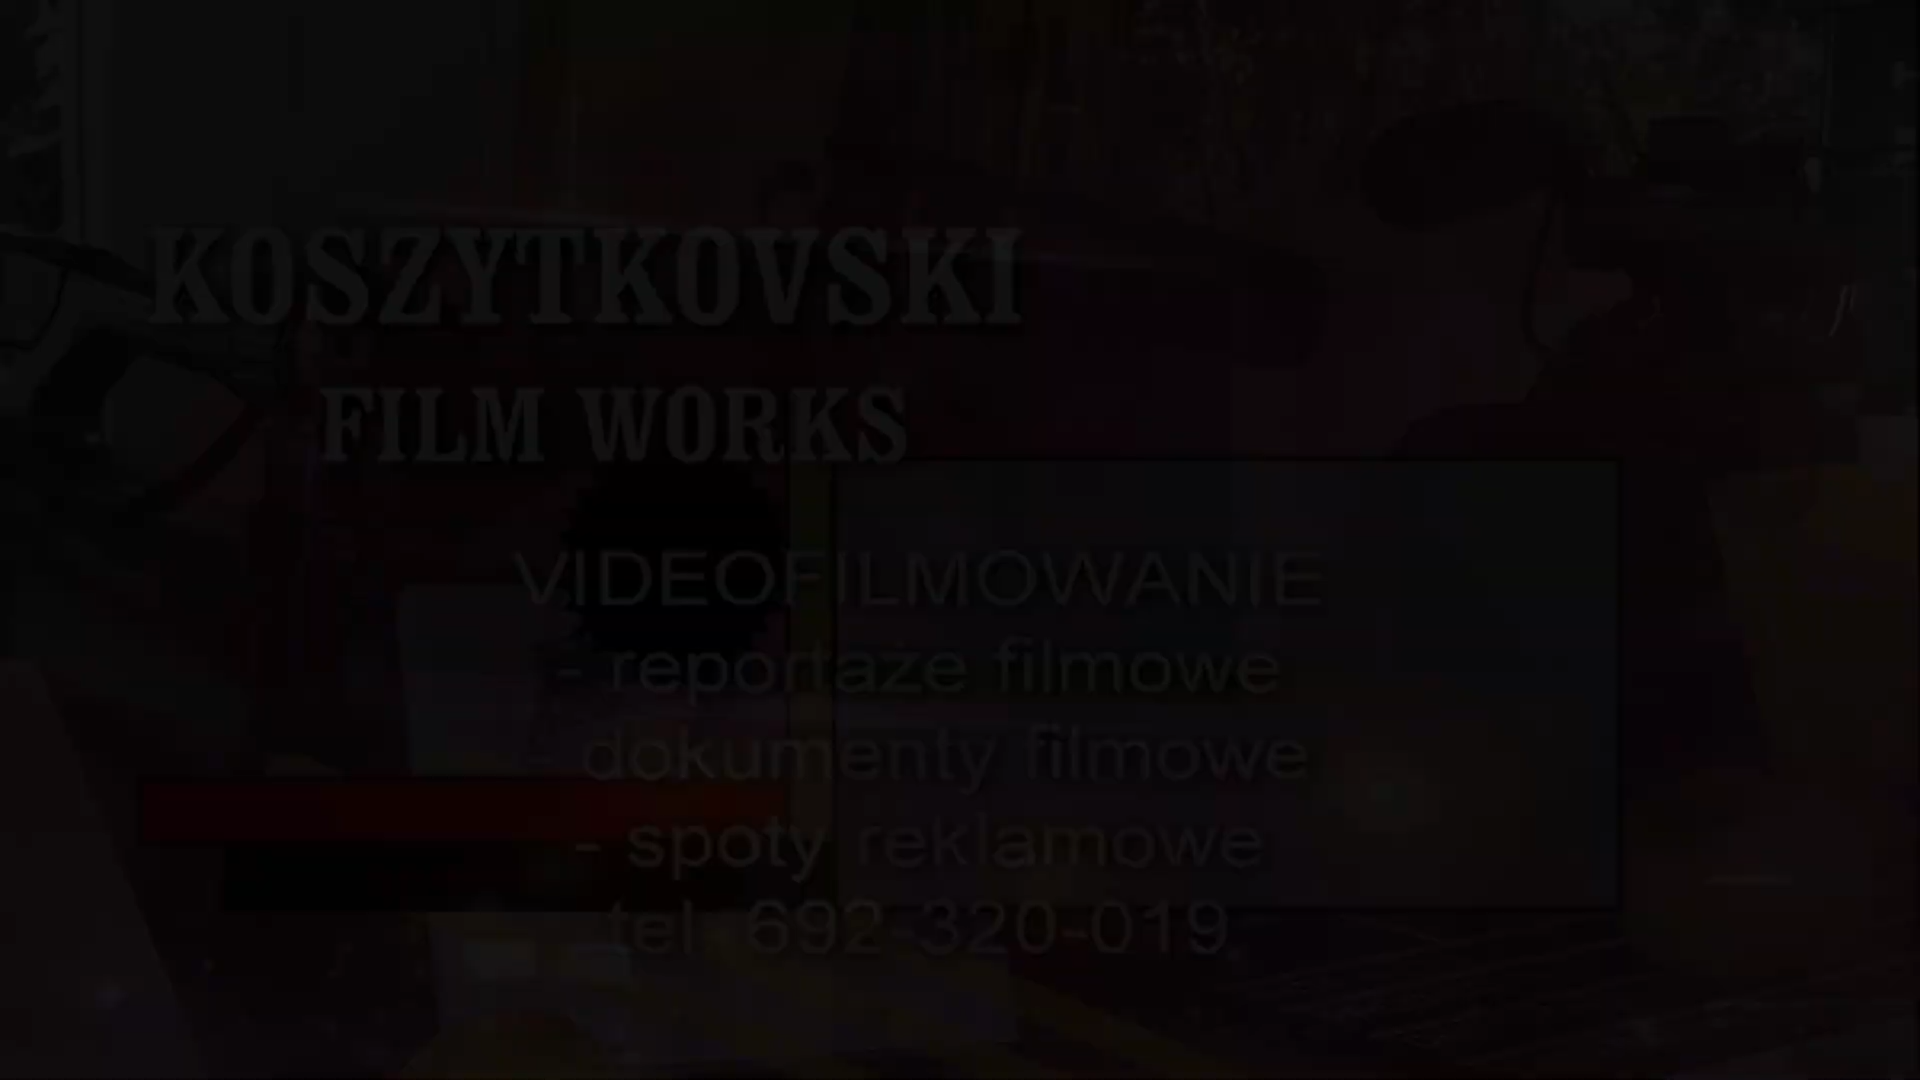 KOSZYTKOVSKI
FILM WORKS
VIDEOFILMOWANIE
- reportaże filmowe
- dokumenty filmowe
- spoty reklamowe
tel. 692-320-019